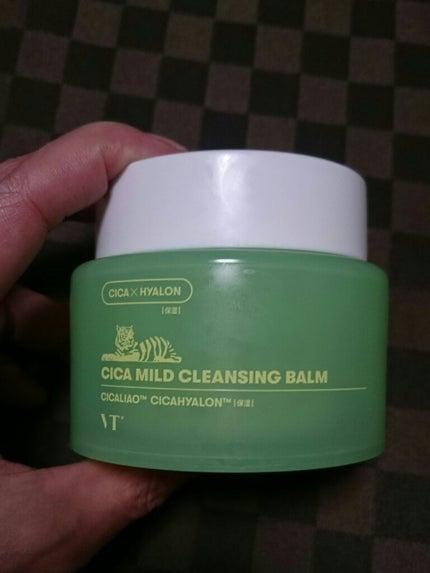 CICA×HYALON
[保湿]
CICA MILD CLEANSING BALM
CICALIAO™ CICAHYALON™ [保湿]
VT